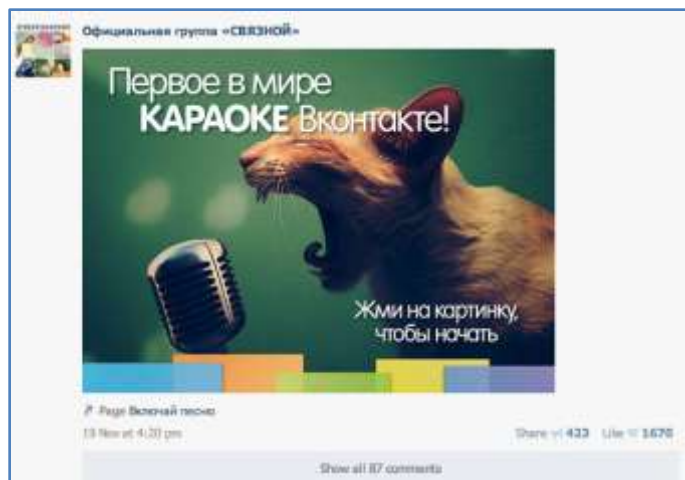 Официальная группа «СВЯЗНОЙ»
Первое в мире
КАРАОКЕ Вконтакте!
Жми на картинку,
чтобы начать
Page Включай песню
19 Nov at 4:20 pm
Share 433 Like 1670
Show all 87 comments